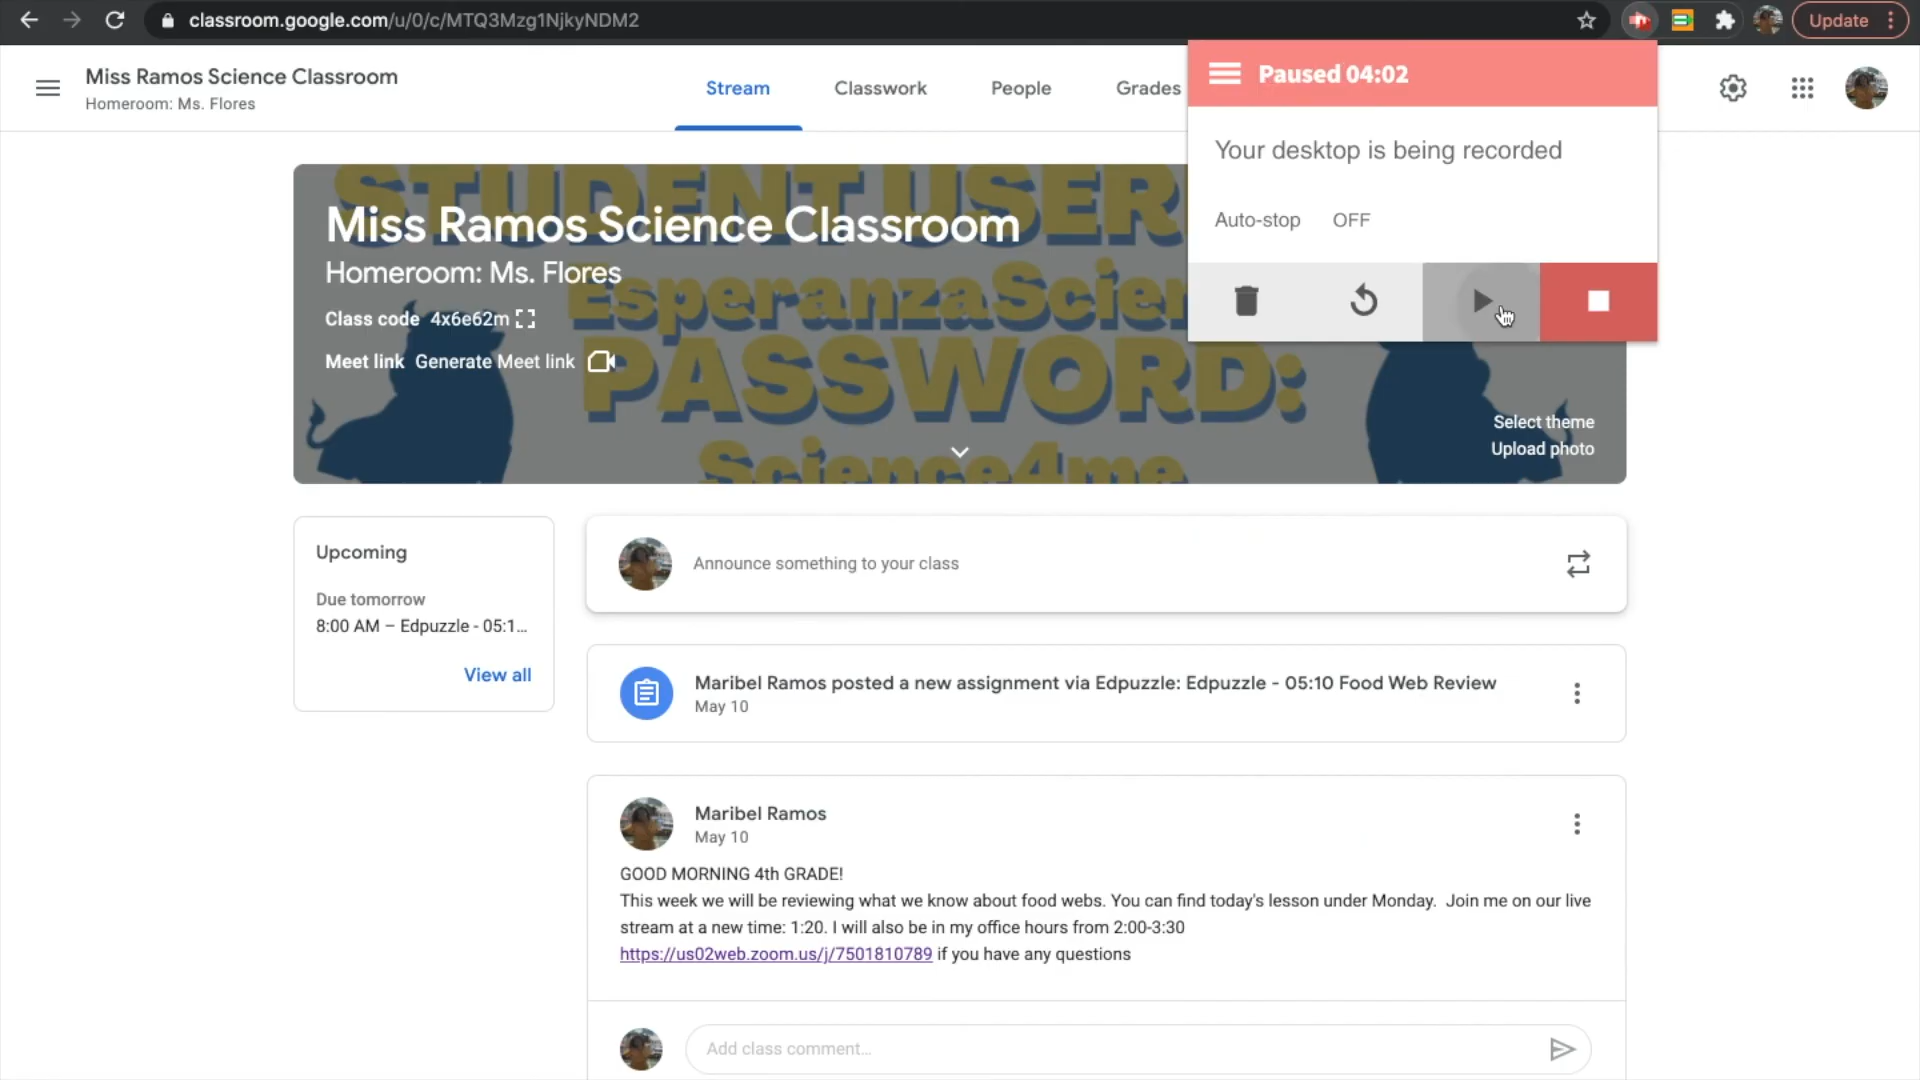 classroom.google.com/u/0/c/MTQ3Mzg1NjkyNDM2
Update
Miss Ramos Science Classroom
Homeroom: Ms. Flores
Stream
Classwork
People
Grades
Paused 04:02
Your desktop is being recorded
Auto-stop OFF
STUDENT USER
EsperanzaScien
PASSWORD:
Science4me
Miss Ramos Science Classroom
Homeroom: Ms. Flores
Class code 4x6e62m
Meet link Generate Meet link
Select theme
Upload photo
Upcoming
Due tomorrow
8:00 AM – Edpuzzle - 05:1...
View all
Announce something to your class
Maribel Ramos posted a new assignment via Edpuzzle: Edpuzzle - 05:10 Food Web Review
May 10
Maribel Ramos
May 10
GOOD MORNING 4th GRADE!
This week we will be reviewing what we know about food webs. You can find today's lesson under Monday. Join me on our live
stream at a new time: 1:20. I will also be in my office hours from 2:00-3:30
https://us02web.zoom.us/j/7501810789 if you have any questions
Add class comment...